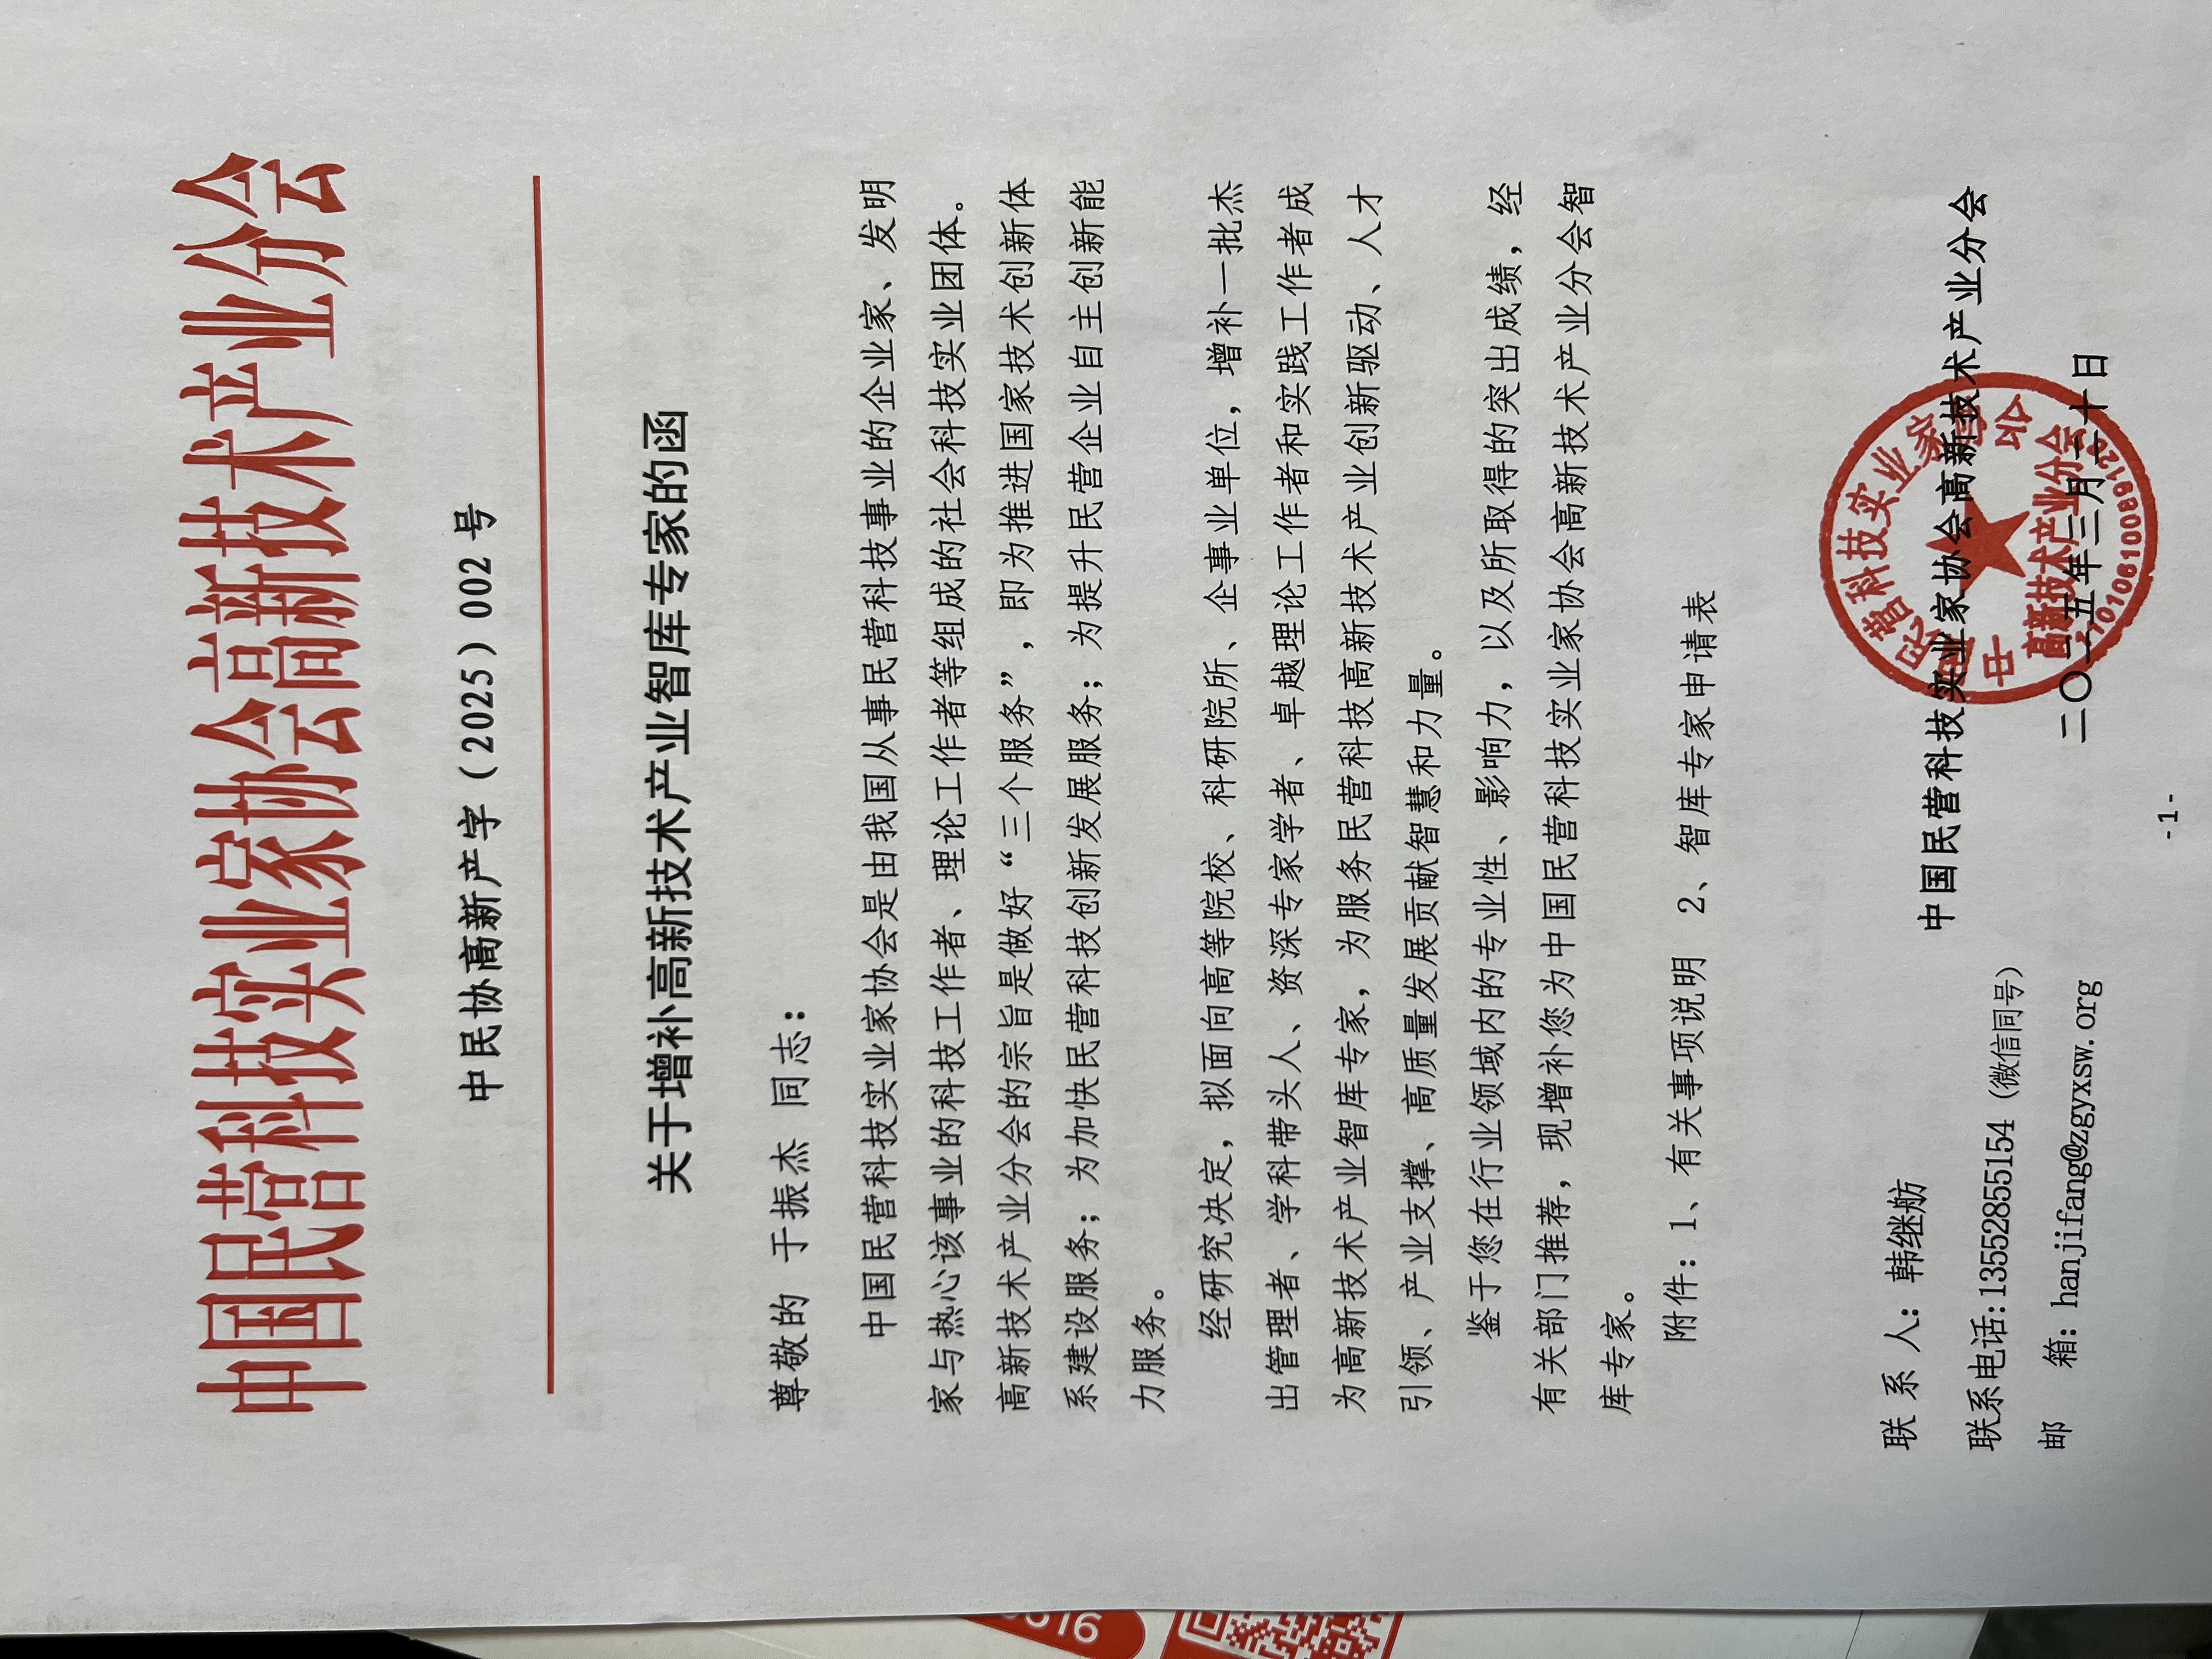 中国民营科技实业家协会高新技术产业分会
中民协高新产字（2025）002号
关于增补高新技术产业智库专家的函
尊敬的 于振杰 同志：
中国民营科技实业家协会是由我国从事民营科技事业的企业家、发明
家与热心该事业的科技工作者、理论工作者等组成的社会科技实业团体。
高新技术产业分会的宗旨是做好“三个服务”，即为推进国家技术创新体
系建设服务；为加快民营科技创新发展服务；为提升民营企业自主创新能
力服务。
经研究决定，拟面向高等院校、科研院所、企事业单位，增补一批杰
出管理者、学科带头人、资深专家学者、卓越理论工作者和实践工作者成
为高新技术产业智库专家，为服务民营科技高新技术产业创新驱动、人才
引领、产业支撑、高质量发展贡献智慧和力量。
鉴于您在行业领域内的专业性、影响力，以及所取得的突出成绩，经
有关部门推荐，现增补您为中国民营科技实业家协会高新技术产业分会智
库专家。
附件：1、有关事项说明 2、智库专家申请表
中国民营科技实业家协会高新技术产业分会
二〇二五年三月二十日
中国民营科技实业家协会
高新技术产业分会
联 系 人：韩继舫
联系电话：13552855154（微信同号）
邮 箱：hanjifang@zgyxsw.org
-1-